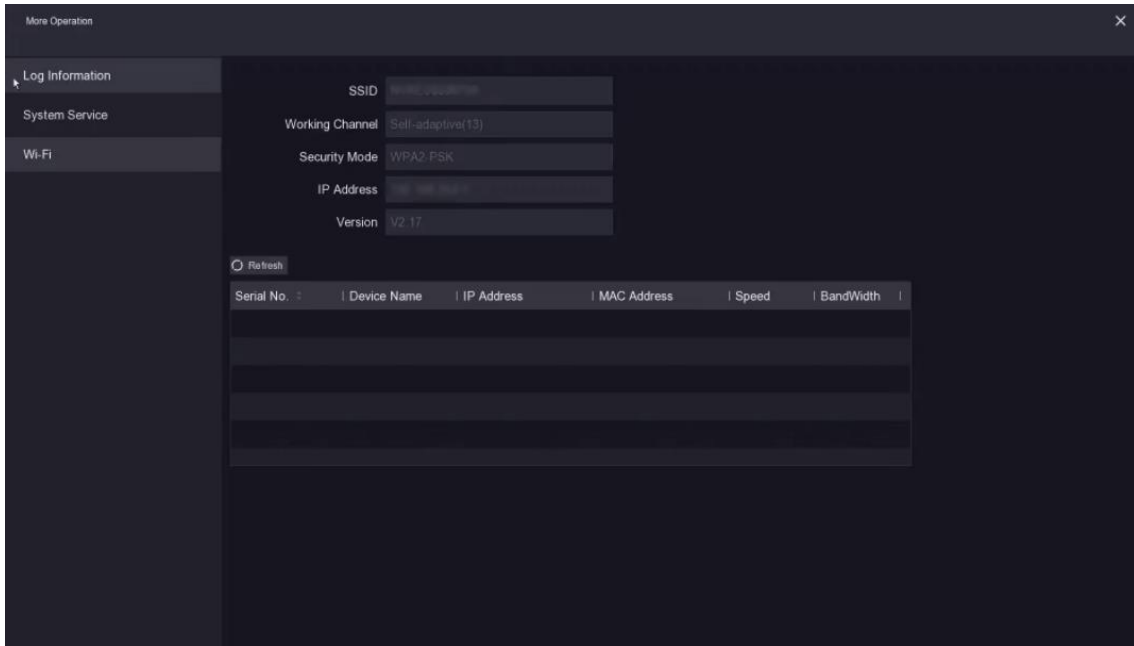 More Operation
Log Information
System Service
Wi-Fi
SSID
Working Channel Self-adaptive(13)
Security Mode WPA2-PSK
IP Address
Version V2.17
Refresh
Serial No. Device Name IP Address MAC Address Speed BandWidth